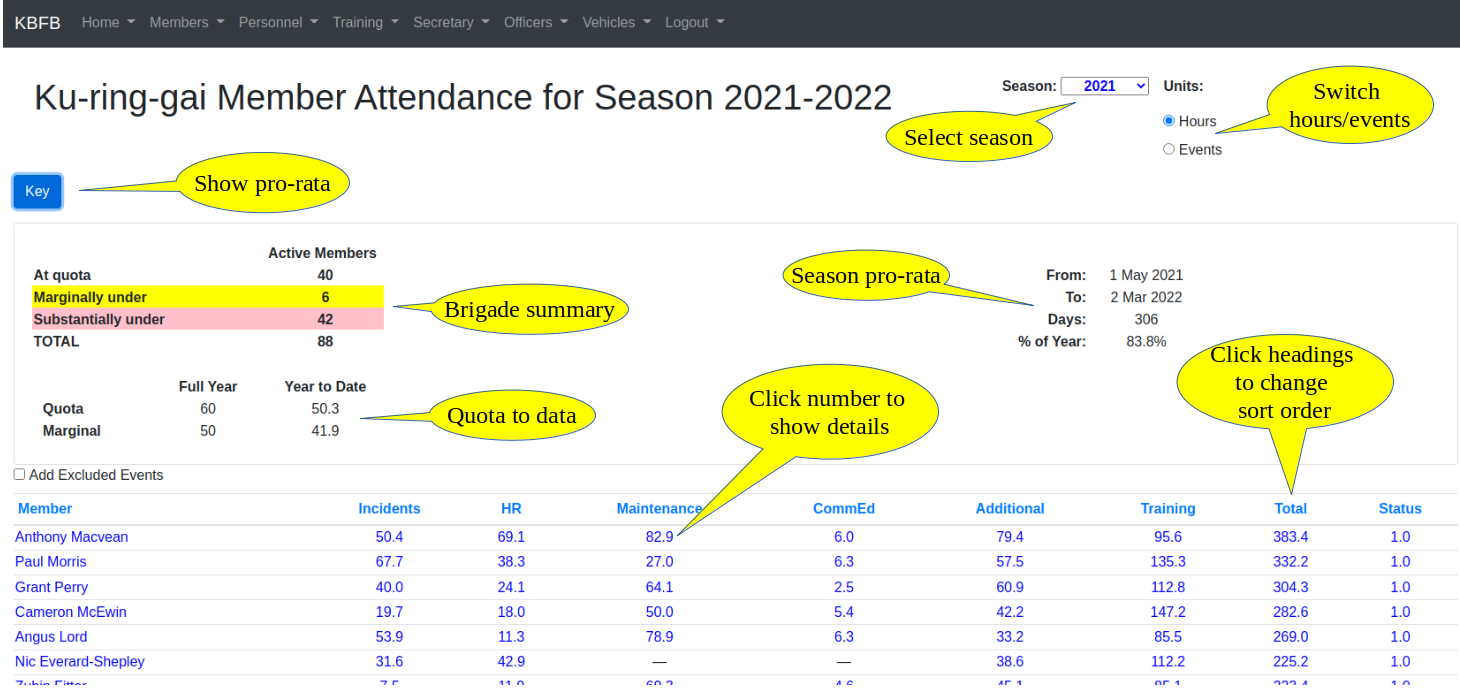 KBFB Home Members Personnel Training Secretary Officers Vehicles Logout
Ku-ring-gai Member Attendance for Season 2021-2022
Season: 2021 Units:
Hours
Events
Select season
Switch
hours/events
Key
Show pro-rata
Active Members
At quota 40
Marginally under 6
Substantially under 42
TOTAL 88
Brigade summary
Season pro-rata
From: 1 May 2021
To: 2 Mar 2022
Days: 306
% of Year: 83.8%
Full Year Year to Date
Quota 60 50.3
Marginal 50 41.9
Quota to data
Click number to
show details
Click headings
to change
sort order
Add Excluded Events
Member Incidents HR Maintenance CommEd Additional Training Total Status
Anthony Macvean 50.4 69.1 82.9 6.0 79.4 95.6 383.4 1.0
Paul Morris 67.7 38.3 27.0 6.3 57.5 135.3 332.2 1.0
Grant Perry 40.0 24.1 64.1 2.5 60.9 112.8 304.3 1.0
Cameron McEwin 19.7 18.0 50.0 5.4 42.2 147.2 282.6 1.0
Angus Lord 53.9 11.3 78.9 6.3 33.2 85.5 269.0 1.0
Nic Everard-Shepley 31.6 42.9 — — 38.6 112.2 225.2 1.0